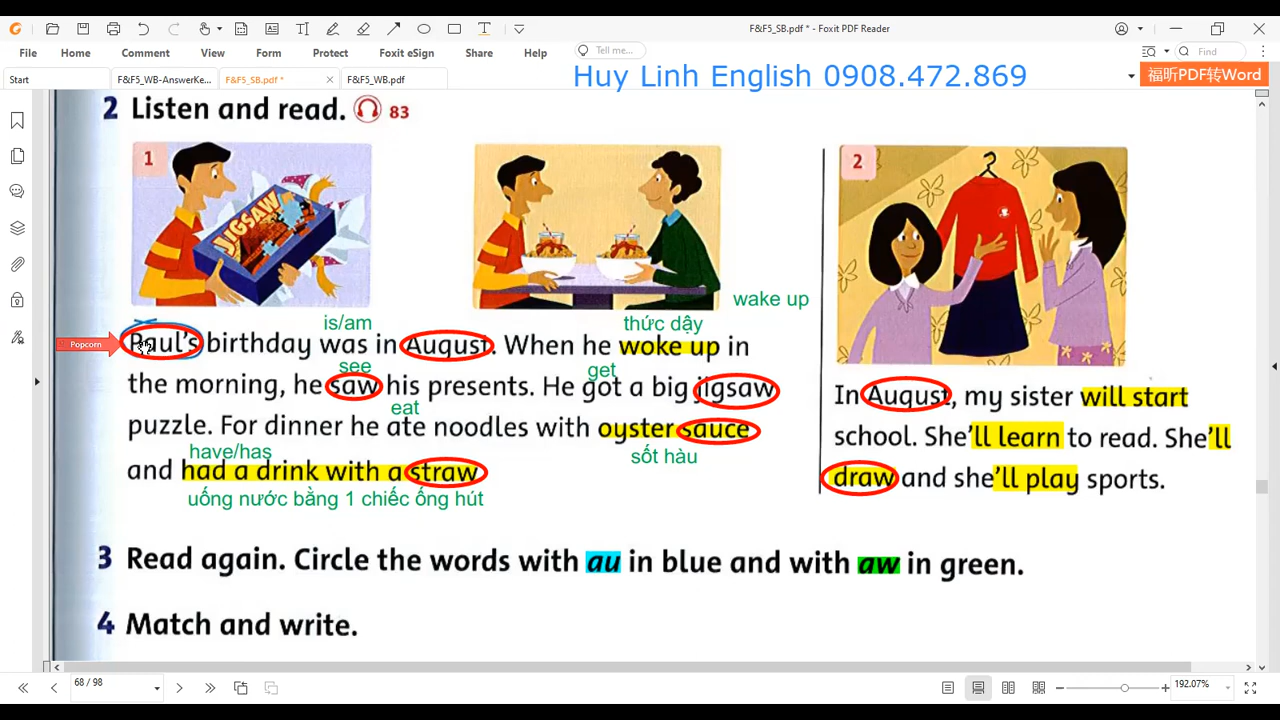 F&F5_SB.pdf * - Foxit PDF Reader
File Home Comment View Form Protect Foxit eSign Share Help Tell me... Find
Start F&F5_WB-AnswerKe... F&F5_SB.pdf * F&F5_WB.pdf
Huy Linh English 0908.472.869
福昕PDF转Word
2 Listen and read. 83
1
JIGSAW
2
wake up
is/am
thức dậy
Popcorn
Paul's birthday was in August. When he woke up in
see
get
the morning, he saw his presents. He got a big jigsaw
eat
puzzle. For dinner he ate noodles with oyster sauce
have/has
sốt hàu
and had a drink with a straw
uống nước bằng 1 chiếc ống hút
In August, my sister will start
school. She'll learn to read. She'll
draw and she'll play sports.
3 Read again. Circle the words with au in blue and with aw in green.
4 Match and write.
68 / 98
192.07%